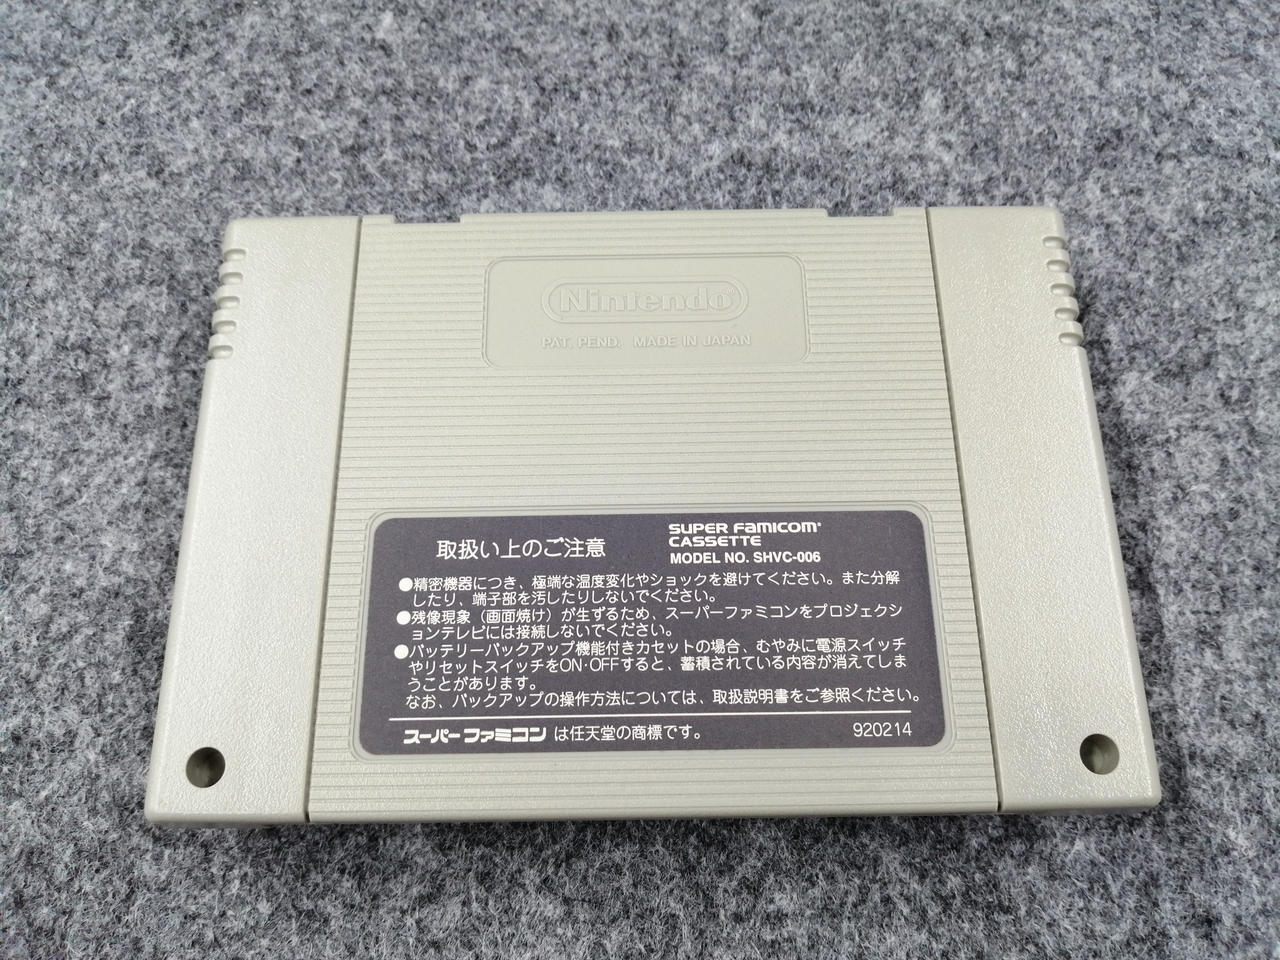 Nintendo
PAT. PEND. MADE IN JAPAN
取扱い上のご注意
SUPER FAMICOM
CASSETTE
MODEL NO. SHVC-006
●精密機器につき、極端な温度変化やショックを避けてください。また分解
したり、端子部を汚したりしないでください。
●残像現象（画面焼け）が生ずるため、スーパーファミコンをプロジェクシ
ョンテレビには接続しないでください。
●バッテリーバックアップ機能付きカセットの場合、むやみに電源スイッチ
やリセットスイッチをON·OFFすると、蓄積されている内容が消えてしま
うことがあります。
なお、バックアップの操作方法については、取扱説明書をご参照ください。
スーパーファミコン は任天堂の商標です。
920214